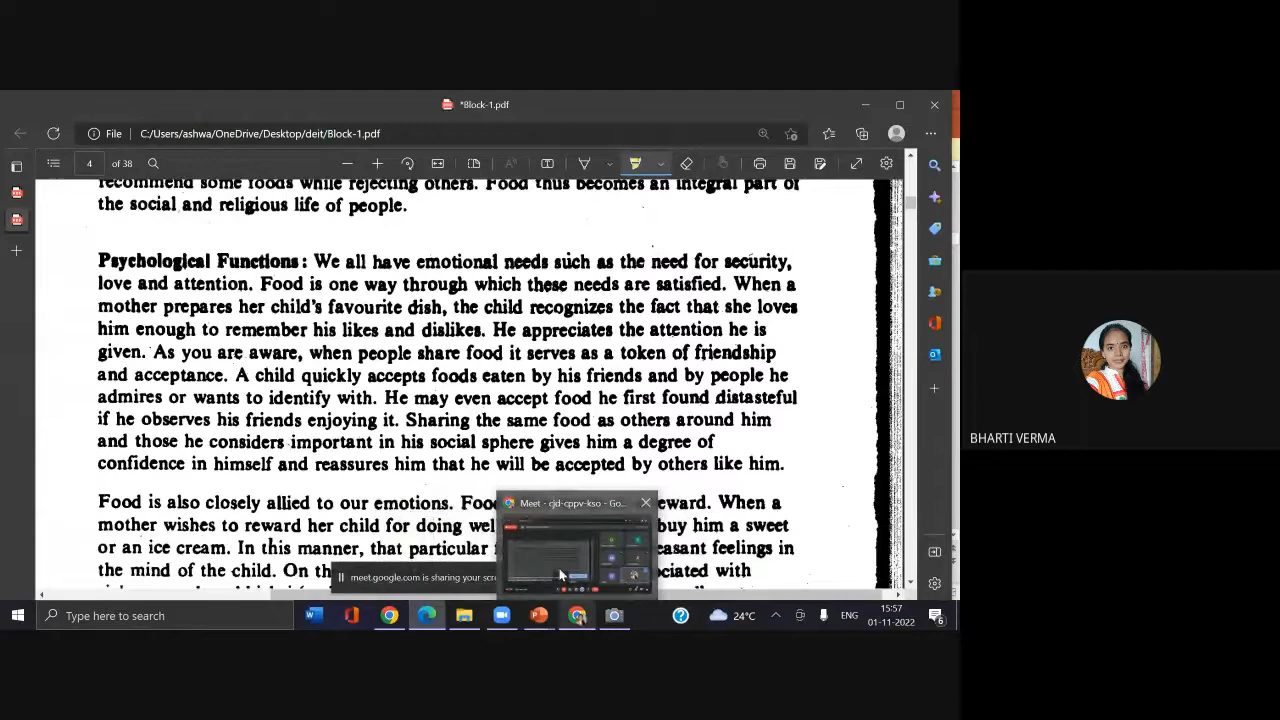 *Block-1.pdf
File C:/Users/ashwa/OneDrive/Desktop/deit/Block-1.pdf
4 of 38
recommend some foods while rejecting others. Food thus becomes an integral part of
the social and religious life of people.
Psychological Functions: We all have emotional needs such as the need for security,
love and attention. Food is one way through which these needs are satisfied. When a
mother prepares her child's favourite dish, the child recognizes the fact that she loves
him enough to remember his likes and dislikes. He appreciates the attention he is
given. As you are aware, when people share food it serves as a token of friendship
and acceptance. A child quickly accepts foods eaten by his friends and by people he
admires or wants to identify with. He may even accept food he first found distasteful
if he observes his friends enjoying it. Sharing the same food as others around him
and those he considers important in his social sphere gives him a degree of
confidence in himself and reassures him that he will be accepted by others like him.
Food is also closely allied to our emotions. eward. When a
mother wishes to reward her child for doing buy him a sweet
or an ice cream. In this manner, that particular feelings in
the mind of the child. On with
Meet - cjd-cppv-kso - Go...
meet.google.com is sharing your
Type here to search
24°C
ENG
15:57
01-11-2022
6
BHARTI VERMA